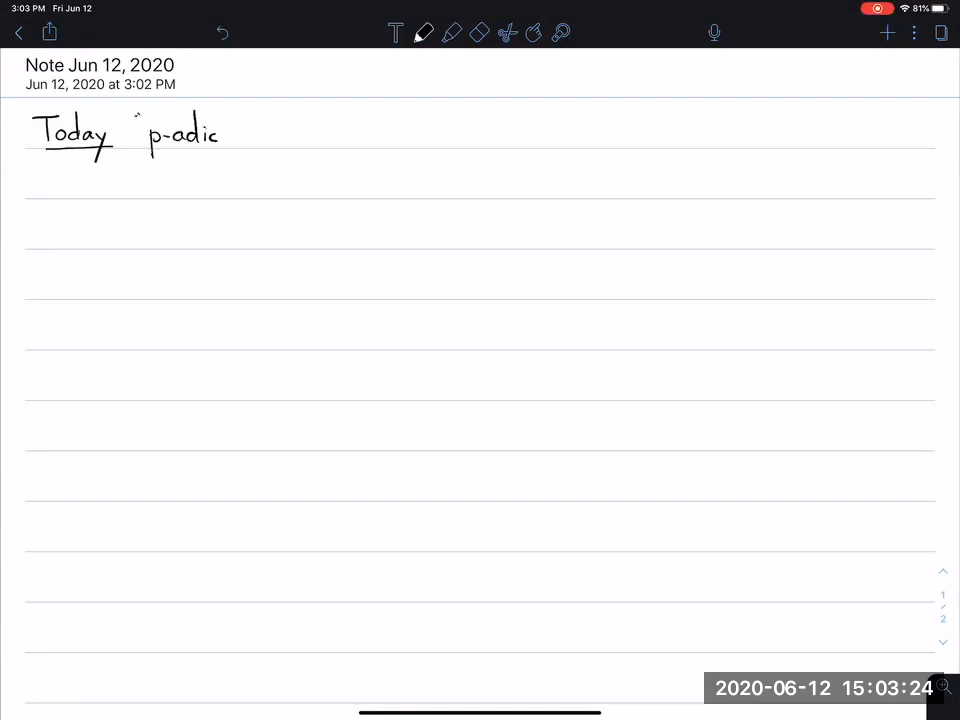 3:03 PM Fri Jun 12 81%
T
Note Jun 12, 2020
Jun 12, 2020 at 3:02 PM
Today p-adic
1
/
2
2020-06-12 15:03:24